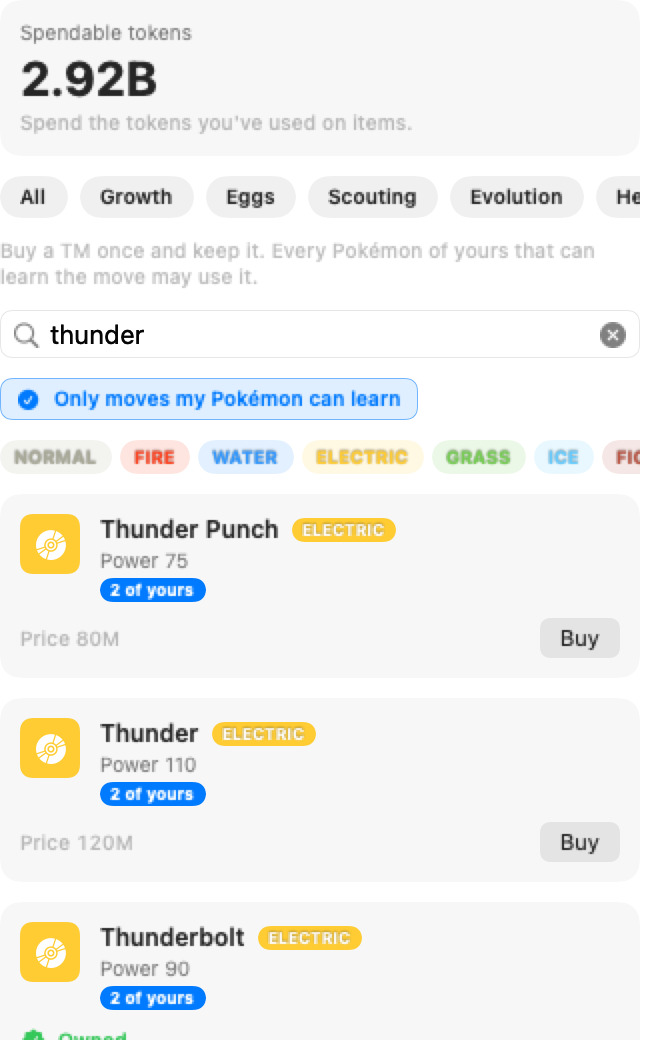 Spendable tokens
2.92B
Spend the tokens you've used on items.
All Growth Eggs Scouting Evolution He
Buy a TM once and keep it. Every Pokémon of yours that can
learn the move may use it.
thunder
Only moves my Pokémon can learn
NORMAL FIRE WATER ELECTRIC GRASS ICE FIG
Thunder Punch ELECTRIC
Power 75
2 of yours
Price 80M Buy
Thunder ELECTRIC
Power 110
2 of yours
Price 120M Buy
Thunderbolt ELECTRIC
Power 90
2 of yours
Owned